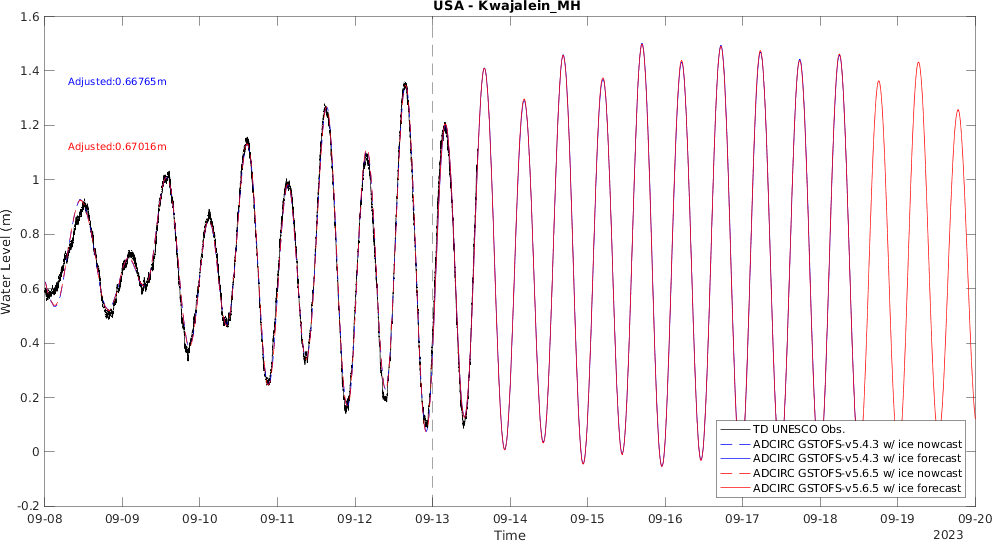 USA - Kwajalein_MH
1.6
1.4
1.2
1
0.8
0.6
0.4
0.2
0
-0.2
Water Level (m)
Adjusted:0.66765m
Adjusted:0.67016m
TD UNESCO Obs.
ADCIRC GSTOFS-v5.4.3 w/ ice nowcast
ADCIRC GSTOFS-v5.4.3 w/ ice forecast
ADCIRC GSTOFS-v5.6.5 w/ ice nowcast
ADCIRC GSTOFS-v5.6.5 w/ ice forecast
09-08 09-09 09-10 09-11 09-12 09-13 09-14 09-15 09-16 09-17 09-18 09-19 09-20
Time
2023